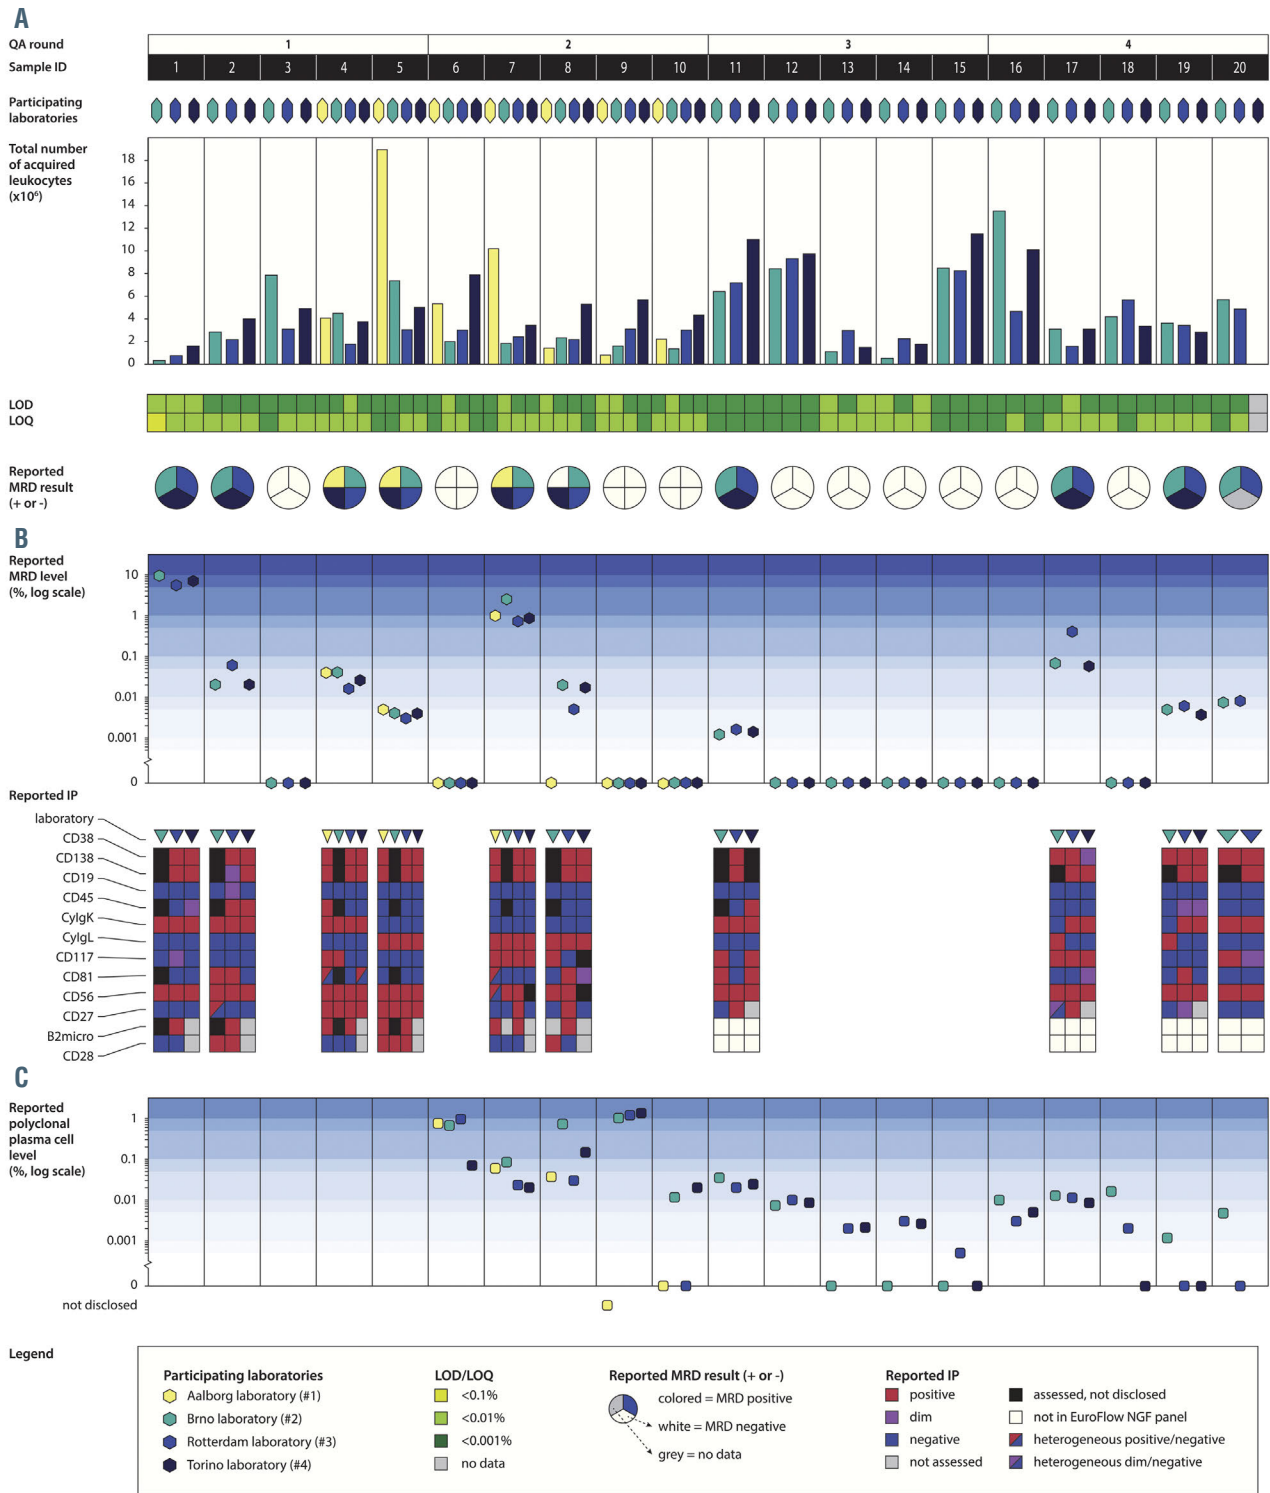 A
QA round 1 2 3 4
Sample ID 1 2 3 4 5 6 7 8 9 10 11 12 13 14 15 16 17 18 19 20
Participating
laboratories
Total number
of acquired
leukocytes
(x10⁶)
18
16
14
12
10
8
6
4
2
0
LOD
LOQ
Reported
MRD result
(+ or -)
B
Reported
MRD level
(%, log scale)
10
1
0.1
0.01
0.001
0
Reported IP
laboratory
CD38
CD138
CD19
CD45
CyIgK
CyIgL
CD117
CD81
CD56
CD27
B2micro
CD28
C
Reported
polyclonal
plasma cell
level
(%, log scale)
1
0.1
0.01
0.001
0
not disclosed
Legend
Participating laboratories
Aalborg laboratory (#1)
Brno laboratory (#2)
Rotterdam laboratory (#3)
Torino laboratory (#4)
LOD/LOQ
<0.1%
<0.01%
<0.001%
no data
Reported MRD result (+ or -)
colored = MRD positive
white = MRD negative
grey = no data
Reported IP
positive
dim
negative
not assessed
assessed, not disclosed
not in EuroFlow NGF panel
heterogeneous positive/negative
heterogeneous dim/negative